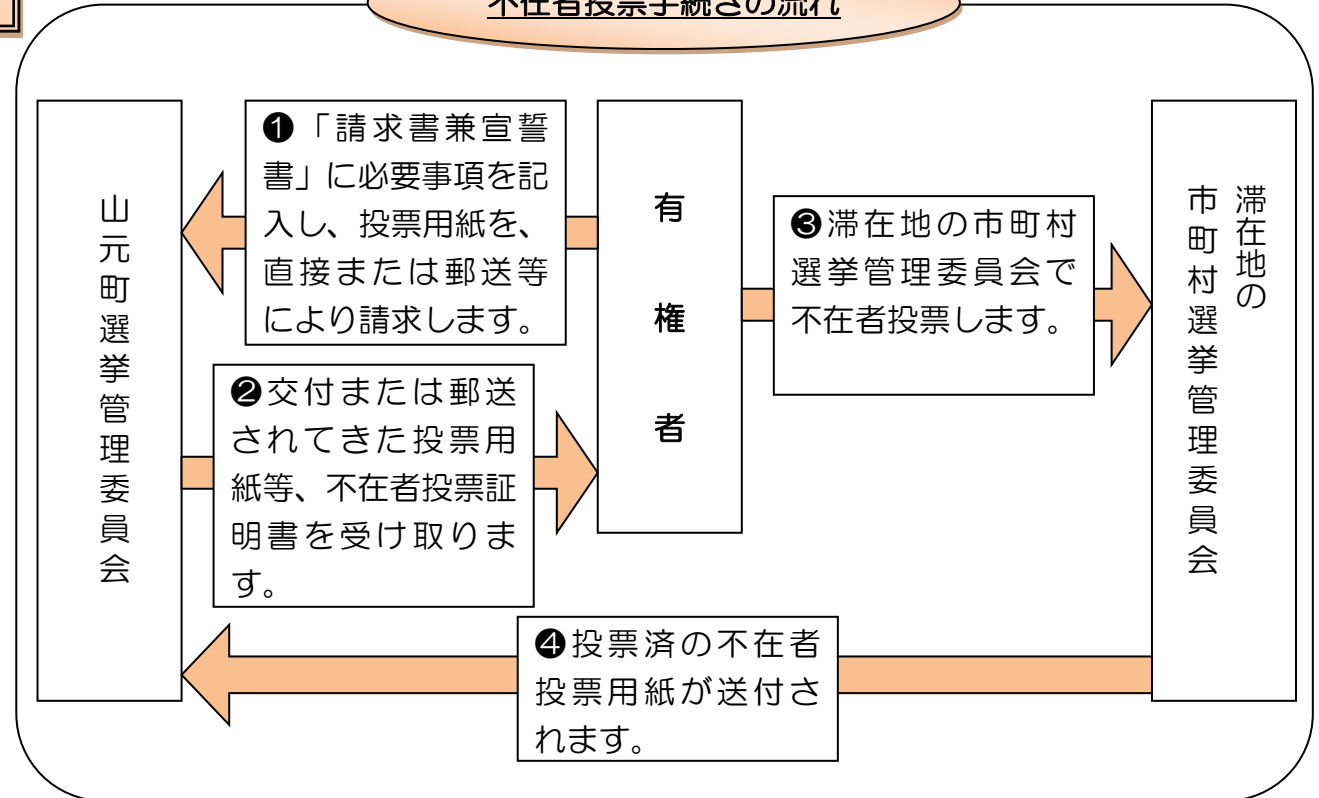 不在者投票手続きの流れ
山元町選挙管理委員会
❶「請求書兼宣誓
書」に必要事項を記
入し、投票用紙を、
直接または郵送等
により請求します。
❷交付または郵送
されてきた投票用
紙等、不在者投票証
明書を受け取りま
す。
有権者
❸滞在地の市町村
選挙管理委員会で
不在者投票します。
滞在地の
市町村選挙管理委員会
❹投票済の不在者
投票用紙が送付さ
れます。